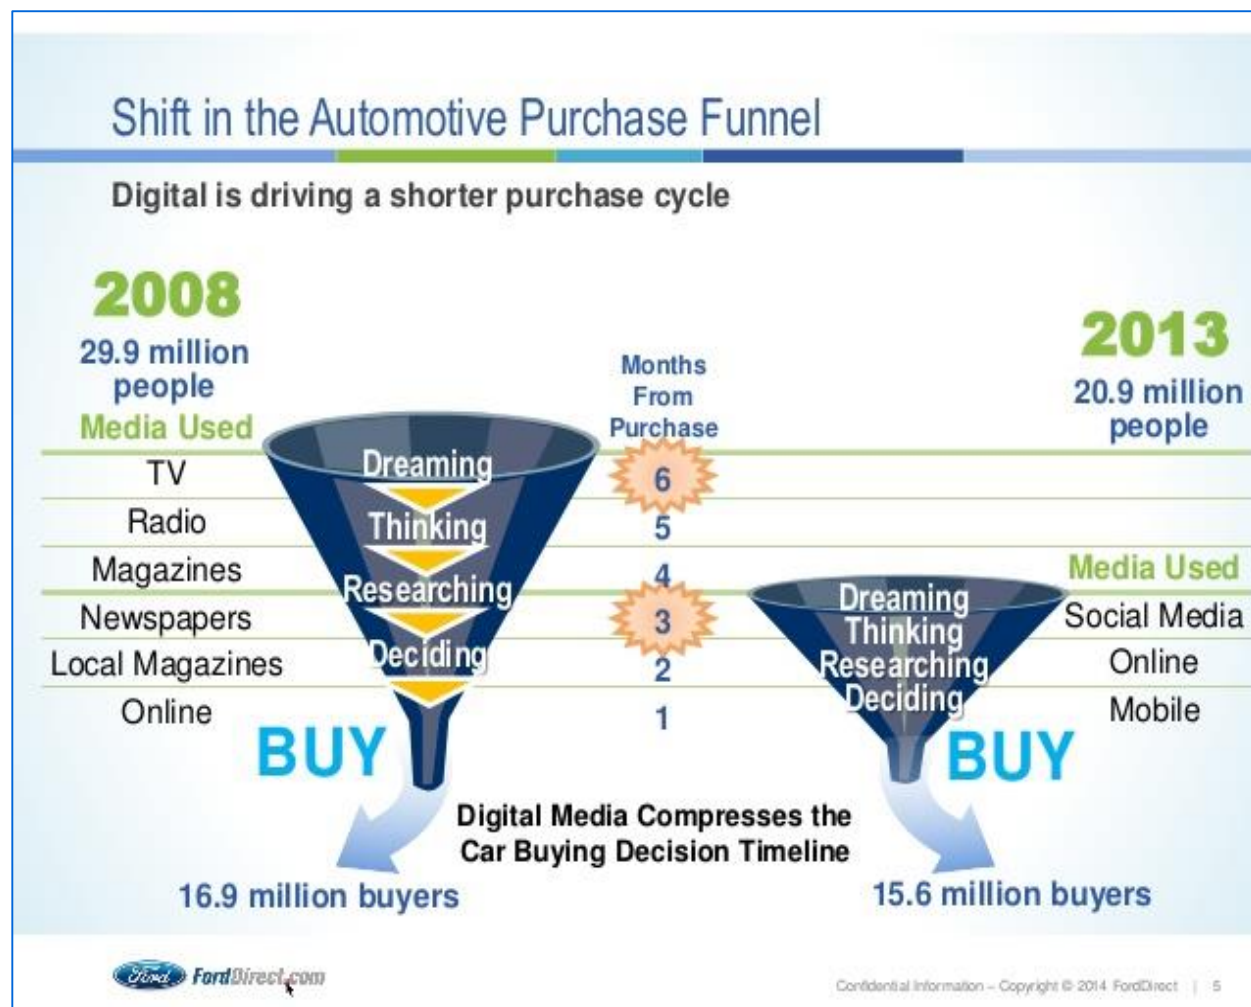 Shift in the Automotive Purchase Funnel
Digital is driving a shorter purchase cycle
2008
29.9 million
people
Media Used
TV
Radio
Magazines
Newspapers
Local Magazines
Online
Dreaming
Thinking
Researching
Deciding
BUY
16.9 million buyers
Months
From
Purchase
6
5
4
3
2
1
Digital Media Compresses the
Car Buying Decision Timeline
2013
20.9 million
people
Media Used
Social Media
Online
Mobile
Dreaming
Thinking
Researching
Deciding
BUY
15.6 million buyers
Ford FordDirect.com
Confidential Information – Copyright © 2014 FordDirect | 5